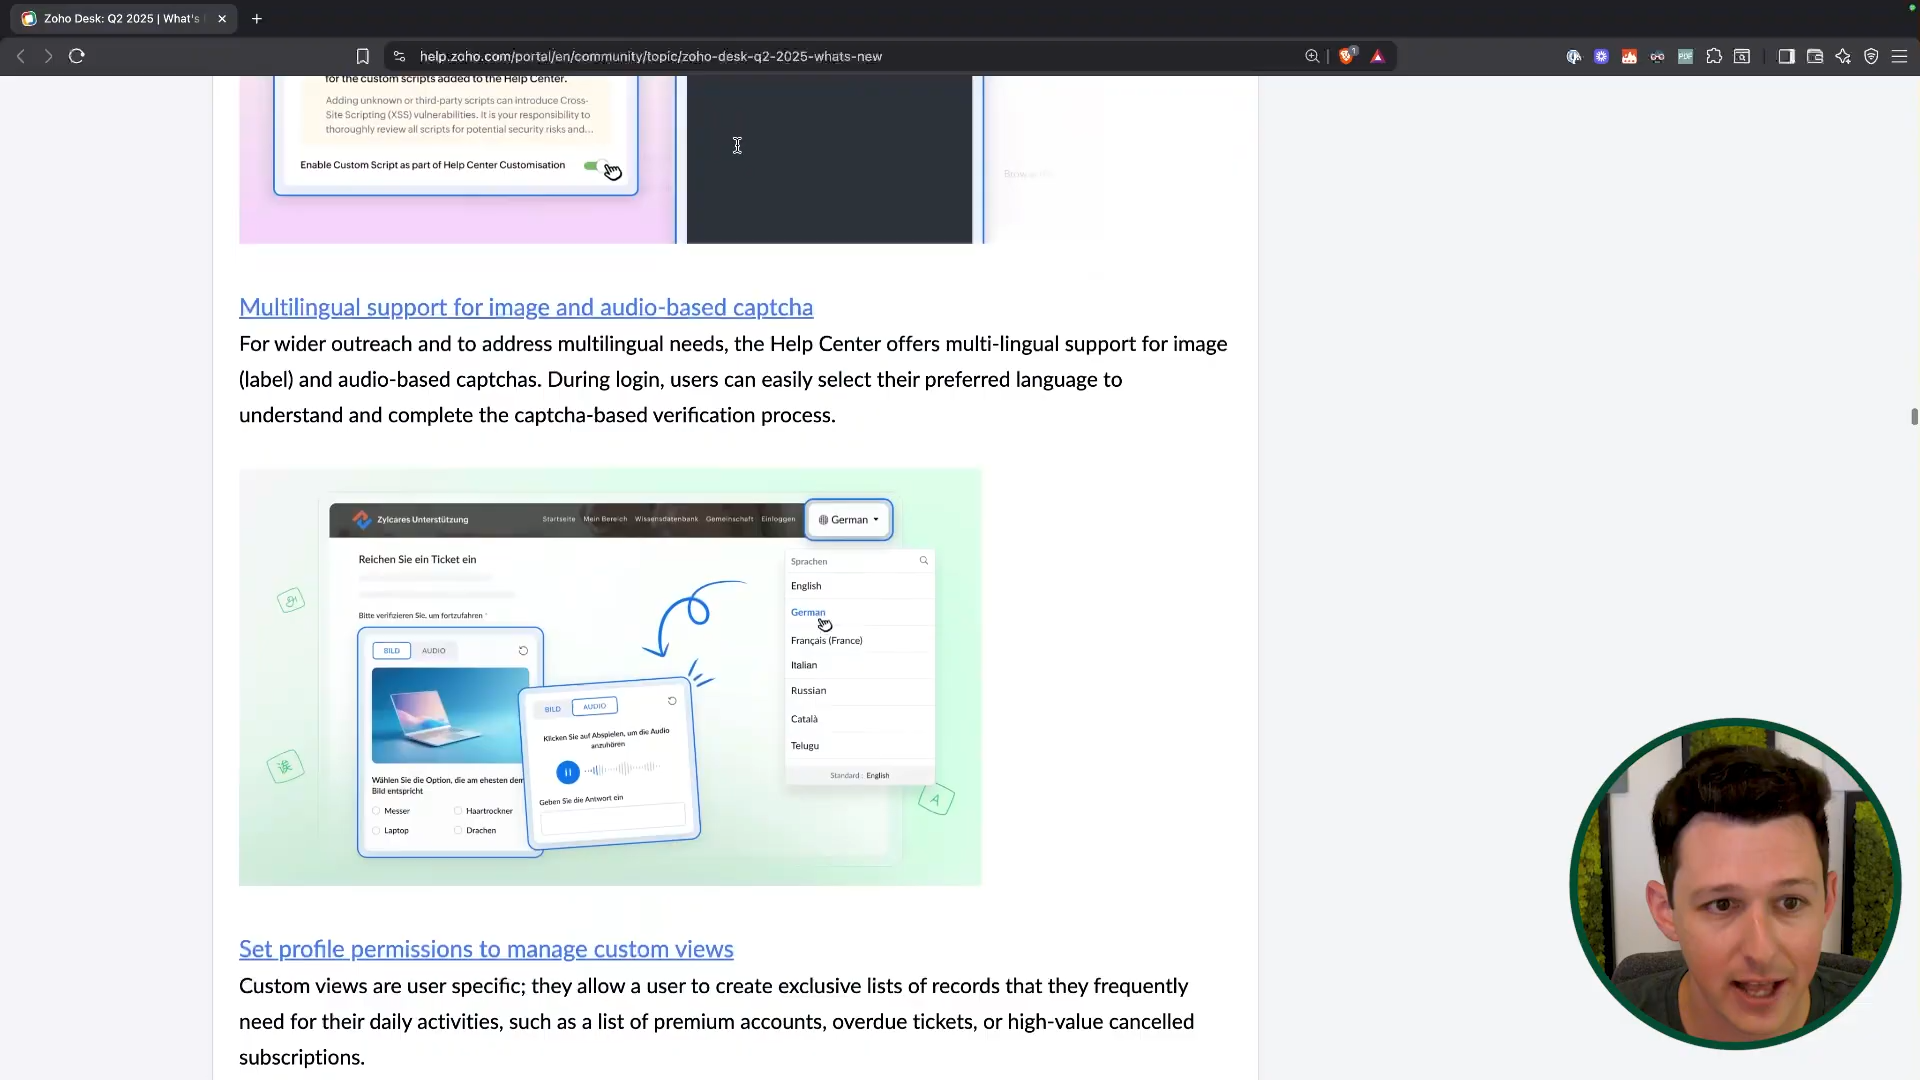 Zoho Desk: Q2 2025 | What's
help.zoho.com/portal/en/community/topic/zoho-desk-q2-2025-whats-new
for the custom scripts added to the Help Center.
Adding unknown or third-party scripts can introduce Cross-
Site Scripting (XSS) vulnerabilities. It is your responsibility to
thoroughly review all scripts for potential security risks and...
Enable Custom Script as part of Help Center Customisation
Multilingual support for image and audio-based captcha
For wider outreach and to address multilingual needs, the Help Center offers multi-lingual support for image
(label) and audio-based captchas. During login, users can easily select their preferred language to
understand and complete the captcha-based verification process.
Zylcares Unterstützung
Startseite Mein Bereich Wissensdatenbank Gemeinschaft Einloggen
German
Reichen Sie ein Ticket ein
Bitte verifizieren Sie, um fortzufahren *
BILD AUDIO
Wählen Sie die Option, die am ehesten dem
Bild entspricht
Messer Haartrockner
Laptop Drachen
BILD AUDIO
Klicken Sie auf Abspielen, um die Audio
anzuhören
Geben Sie die Antwort ein
Sprachen
English
German
Français (France)
Italian
Russian
Català
Telugu
Standard : English
A
Set profile permissions to manage custom views
Custom views are user specific; they allow a user to create exclusive lists of records that they frequently
need for their daily activities, such as a list of premium accounts, overdue tickets, or high-value cancelled
subscriptions.